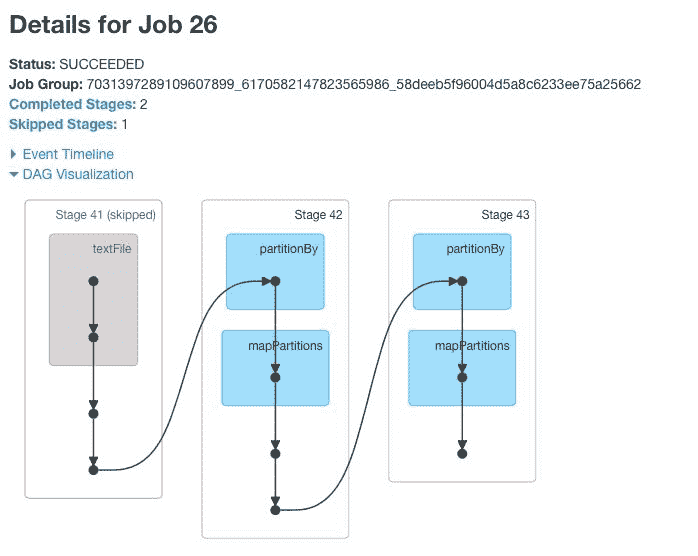 Details for Job 26
Status: SUCCEEDED
Job Group: 7031397289109607899_6170582147823565986_58deeb5f96004d5a8c6233ee75a25662
Completed Stages: 2
Skipped Stages: 1
Event Timeline
DAG Visualization
Stage 41 (skipped)
textFile
Stage 42
partitionBy
mapPartitions
Stage 43
partitionBy
mapPartitions